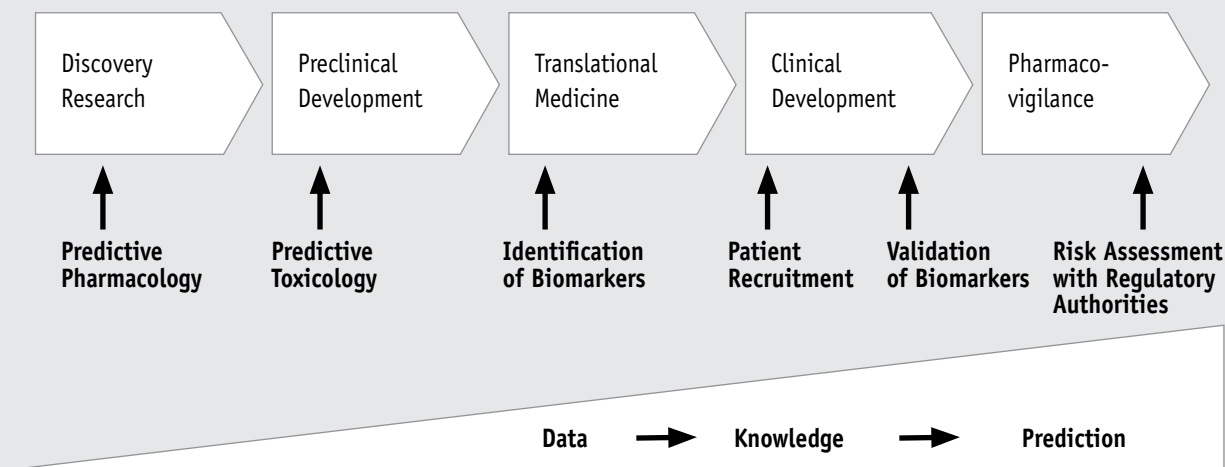 Discovery
Research
Preclinical
Development
Translational
Medicine
Clinical
Development
Pharmaco-
vigilance
Predictive
Pharmacology
Predictive
Toxicology
Identification
of Biomarkers
Patient
Recruitment
Validation
of Biomarkers
Risk Assessment
with Regulatory
Authorities
Data
Knowledge
Prediction